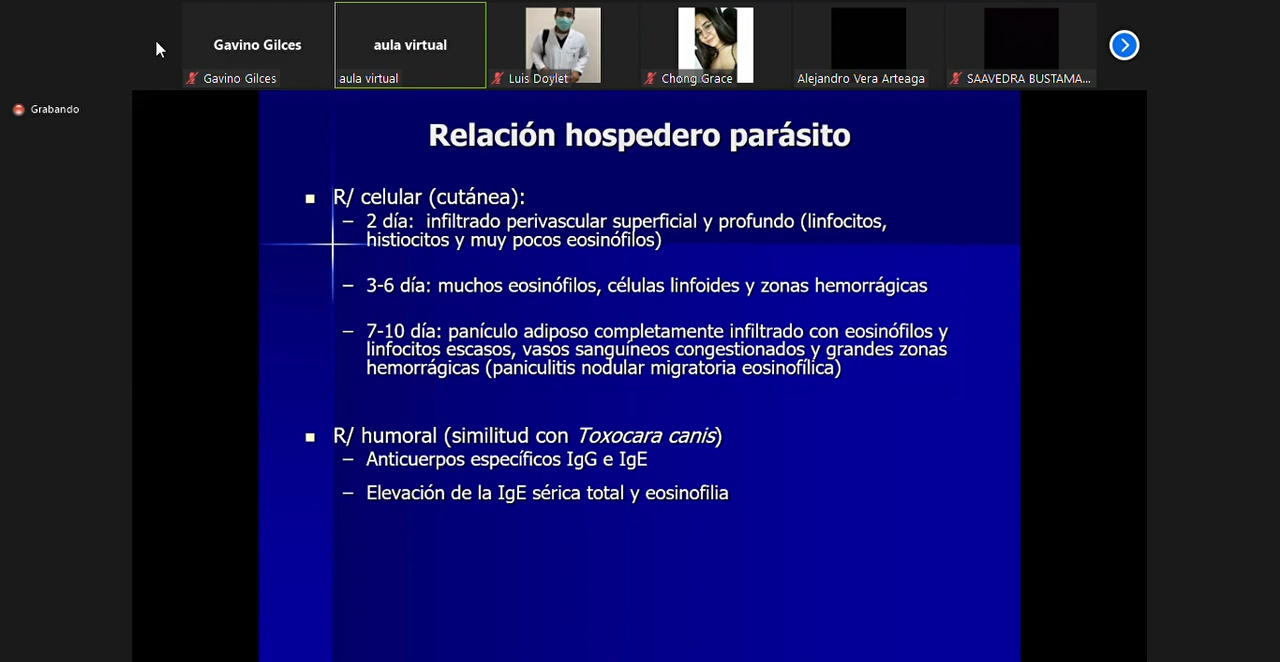 Gavino Gilces
aula virtual
Gavino Gilces
aula virtual
Luis Doylet
Chong Grace
Alejandro Vera Arteaga
SAAVEDRA BUSTAMA...
Grabando
Relación hospedero parásito
R/ celular (cutánea):
– 2 día: infiltrado perivascular superficial y profundo (linfocitos,
histiocitos y muy pocos eosinófilos)
– 3-6 día: muchos eosinófilos, células linfoides y zonas hemorrágicas
– 7-10 día: panículo adiposo completamente infiltrado con eosinófilos y
linfocitos escasos, vasos sanguíneos congestionados y grandes zonas
hemorrágicas (paniculitis nodular migratoria eosinofílica)
R/ humoral (similitud con Toxocara canis)
– Anticuerpos específicos IgG e IgE
– Elevación de la IgE sérica total y eosinofilia